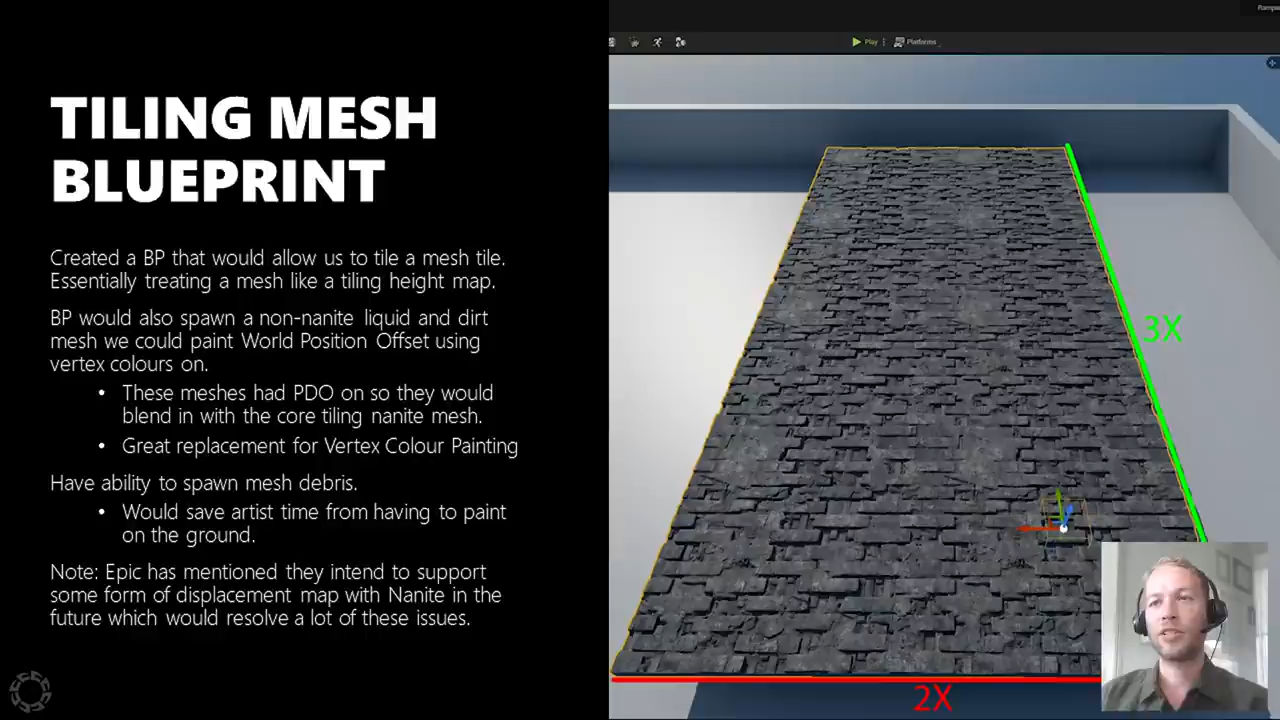 TILING MESH
BLUEPRINT
Created a BP that would allow us to tile a mesh tile.
Essentially treating a mesh like a tiling height map.
BP would also spawn a non-nanite liquid and dirt
mesh we could paint World Position Offset using
vertex colours on.
• These meshes had PDO on so they would
blend in with the core tiling nanite mesh.
• Great replacement for Vertex Colour Painting
Have ability to spawn mesh debris.
• Would save artist time from having to paint
on the ground.
Note: Epic has mentioned they intend to support
some form of displacement map with Nanite in the
future which would resolve a lot of these issues.
Play
Platforms
3X
2X